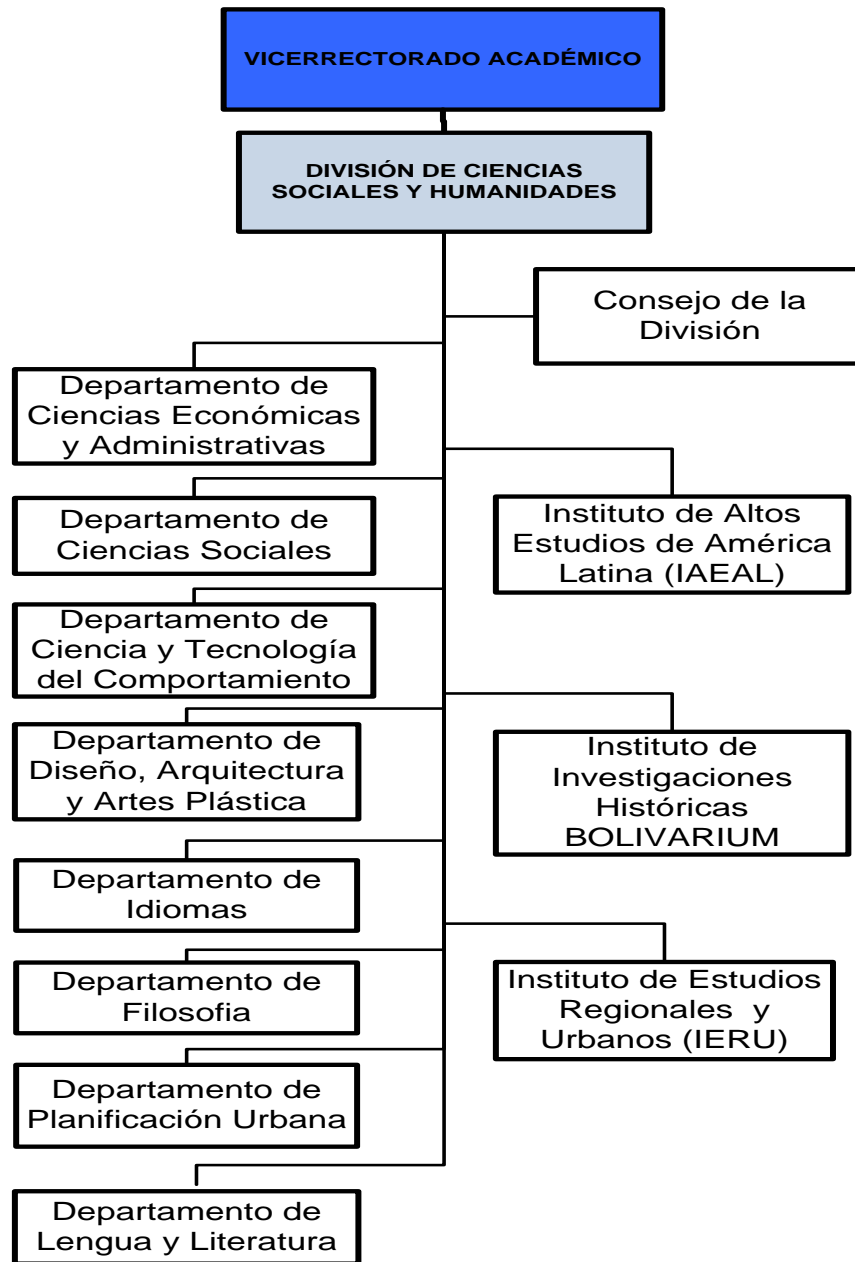 VICERRECTORADO ACADÉMICO
DIVISIÓN DE CIENCIAS
SOCIALES Y HUMANIDADES
Consejo de la
División
Departamento de
Ciencias Económicas
y Administrativas
Departamento de
Ciencias Sociales
Departamento de
Ciencia y Tecnología
del Comportamiento
Departamento de
Diseño, Arquitectura
y Artes Plástica
Departamento de
Idiomas
Departamento de
Filosofia
Departamento de
Planificación Urbana
Departamento de
Lengua y Literatura
Instituto de Altos
Estudios de América
Latina (IAEAL)
Instituto de
Investigaciones
Históricas
BOLIVARIUM
Instituto de Estudios
Regionales y
Urbanos (IERU)